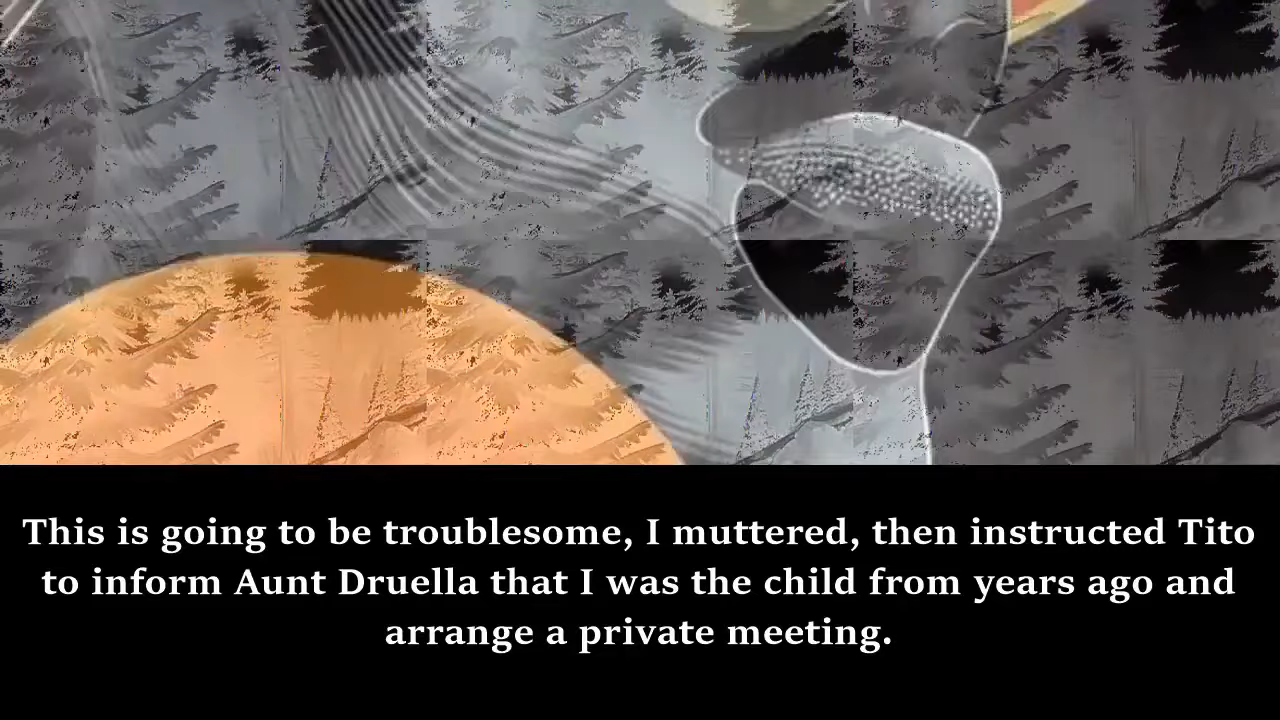 This is going to be troublesome, I muttered, then instructed Tito
to inform Aunt Druella that I was the child from years ago and
arrange a private meeting.